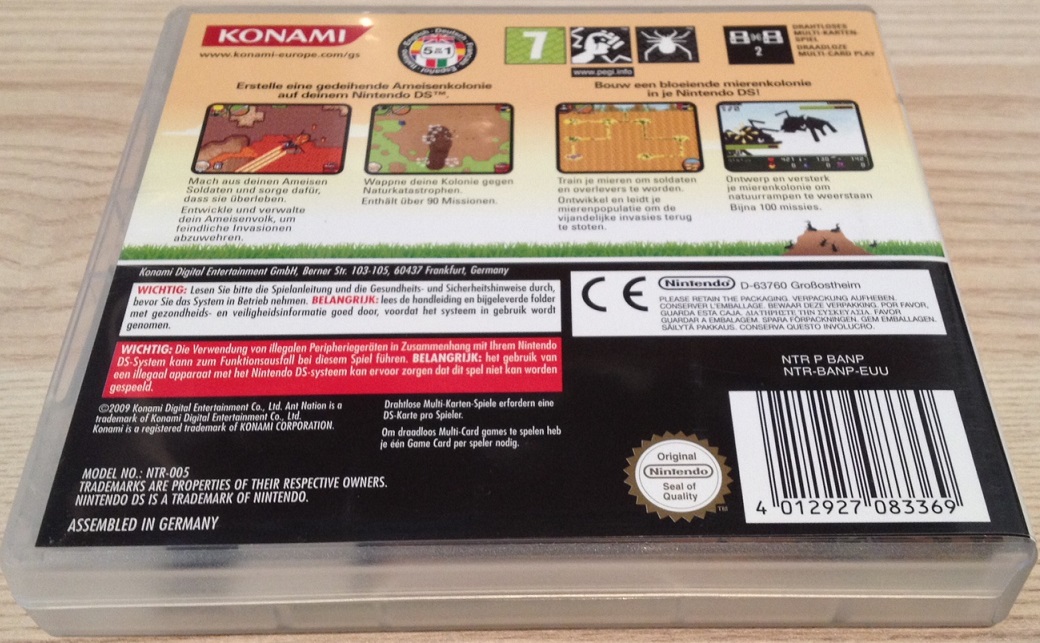 KONAMI
www.konami-europe.com/gs
English · Deutsch
5in1
7
www.pegi.info
2
DRAHTLOSES
MULTI-KARTEN-
SPIEL
DRAADLOZE
MULTI-CARD PLAY
Erstelle eine gedeihende Ameisenkolonie
auf deinem Nintendo DS™.
Mach aus deinen Ameisen
Soldaten und sorge dafür,
dass sie überleben.
Entwickle und verwalte
dein Ameisenvolk, um
feindliche Invasionen
abzuwehren.
Wappne deine Kolonie gegen
Naturkatastrophen.
Enthält über 90 Missionen.
Bouw een bloeiende mierenkolonie
in je Nintendo DS!
Train je mieren om soldaten
en overlevers te worden.
Ontwikkel en leidt je
mierenpopulatie om de
vijandelijke invasies terug
te stoten.
Ontwerp en versterk
je mierenkolonie om
natuurrampen te weerstaan
Bijna 100 missies.
Konami Digital Entertainment GmbH, Berner Str. 103-105, 60437 Frankfurt, Germany
WICHTIG: Lesen Sie bitte die Spielanleitung und die Gesundheits- und Sicherheitshinweise durch,
bevor Sie das System in Betrieb nehmen. BELANGRIJK: lees de handleiding en bijgeleverde folder
met gezondheids- en veiligheidsinformatie goed door, voordat het systeem in gebruik wordt
genomen.
WICHTIG: Die Verwendung von illegalen Peripheriegeräten in Zusammenhang mit Ihrem Nintendo
DS-System kann zum Funktionsausfall bei diesem Spiel führen. BELANGRIJK: het gebruik van
een illegaal apparaat met het Nintendo DS-systeem kan ervoor zorgen dat dit spel niet kan worden
gespeeld.
©2009 Konami Digital Entertainment Co., Ltd. Ant Nation is a
trademark of Konami Digital Entertainment Co., Ltd.
Konami is a registered trademark of KONAMI CORPORATION.
Drahtlose Multi-Karten-Spiele erfordern eine
DS-Karte pro Spieler.
Om draadloos Multi-Card games te spelen heb
je één Game Card per speler nodig.
MODEL NO.: NTR-005
TRADEMARKS ARE PROPERTIES OF THEIR RESPECTIVE OWNERS.
NINTENDO DS IS A TRADEMARK OF NINTENDO.
ASSEMBLED IN GERMANY
CE
Nintendo D-63760 Großostheim
PLEASE RETAIN THE PACKAGING. VERPACKUNG AUFHEBEN.
CONSERVER L'EMBALLAGE. BEWAAR DEZE VERPAKKING. POR FAVOR,
GUARDA ESTA CAJA. ΔΙΑΤΗΡΗΣΤΕ ΤΗΝ ΣΥΣΚΕΥΑΣΙΑ. FAVOR
GUARDAR A EMBALAGEM. SPARA FÖRPACKNINGEN. GEM EMBALLAGEN.
SÄILYTÄ PAKKAUS. CONSERVA QUESTO INVOLUCRO.
NTR P BANP
NTR-BANP-EUU
Original
Nintendo
Seal of
Quality
TM
4 012927 083369